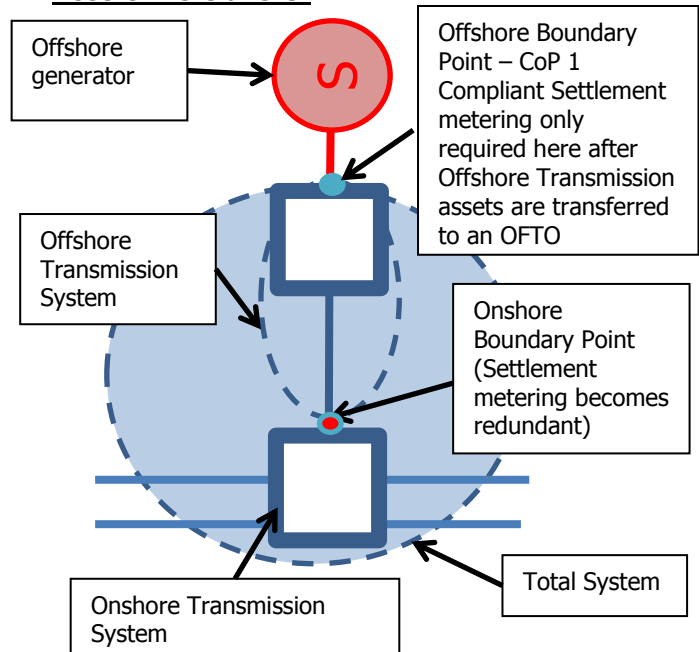 Offshore
generator
S
Offshore Boundary
Point – CoP 1
Compliant Settlement
metering only
required here after
Offshore Transmission
assets are transferred
to an OFTO
Offshore
Transmission
System
Onshore
Boundary Point
(Settlement
metering becomes
redundant)
Total System
Onshore Transmission
System